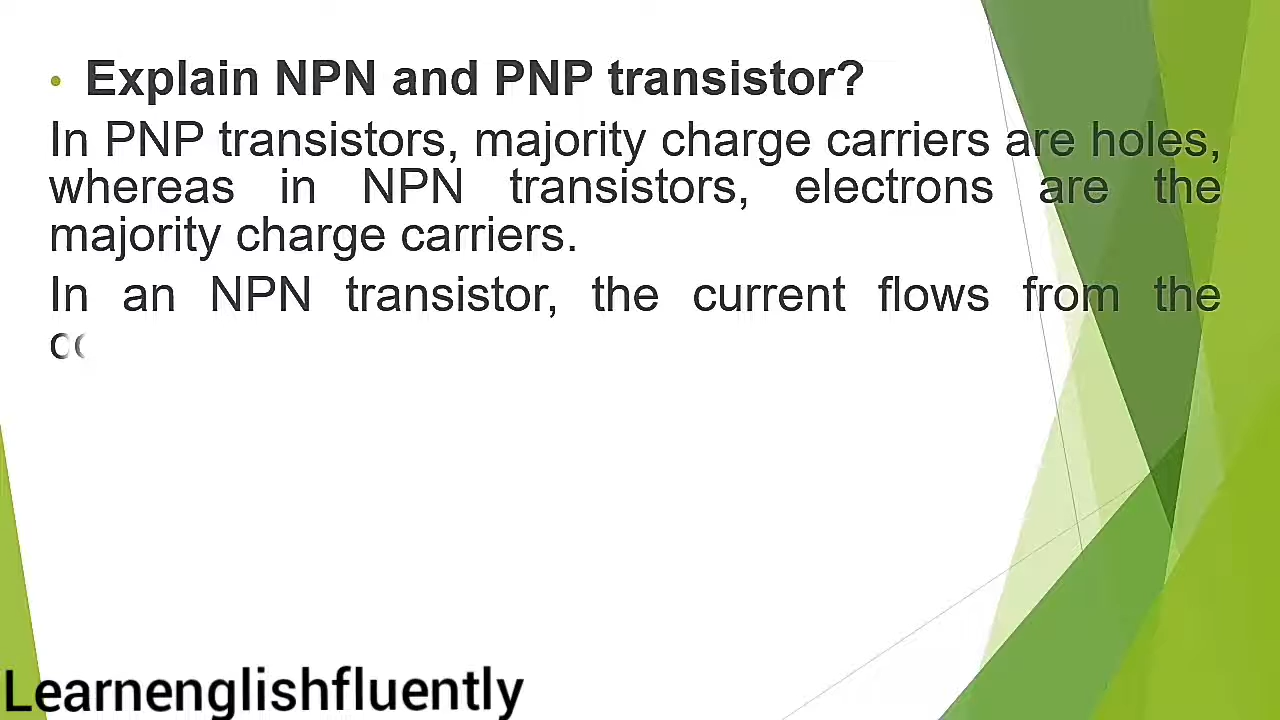 • Explain NPN and PNP transistor?
In PNP transistors, majority charge carriers are holes,
whereas in NPN transistors, electrons are the
majority charge carriers.
In an NPN transistor, the current flows from the
Learnenglishfluently